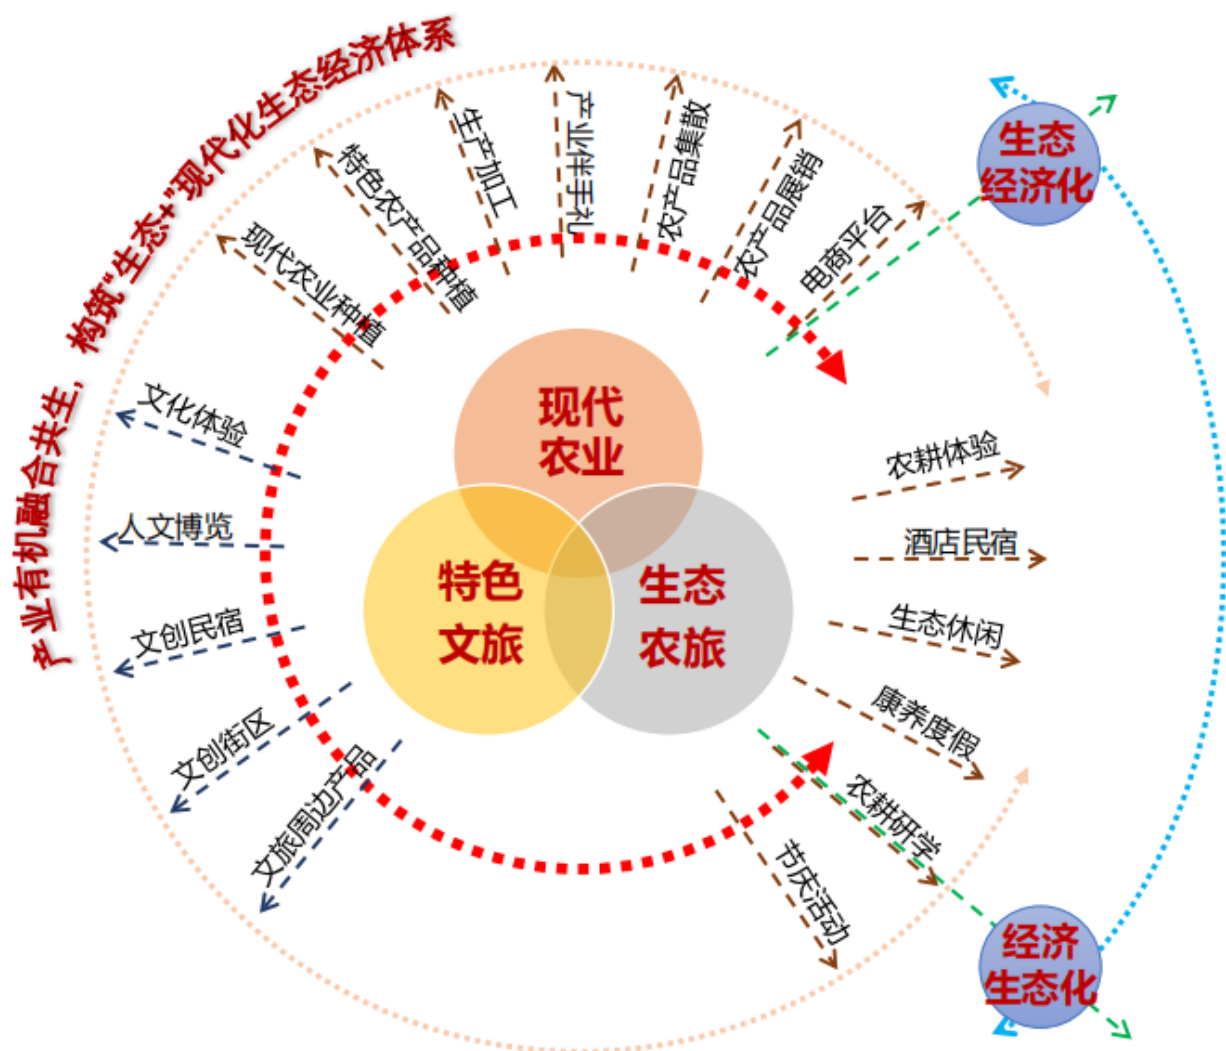 产业有机融合共生，构筑“生态+”现代化生态经济体系
现代农业种植
特色农产品种植
生产加工
产业伴手礼
农产品集散
农产品展销
电商平台
生态
经济化
现代
农业
特色
文旅
生态
农旅
文化体验
人文博览
文创民宿
文创街区
文旅周边产品
农耕体验
酒店民宿
生态休闲
康养度假
农耕研学
节庆活动
经济
生态化